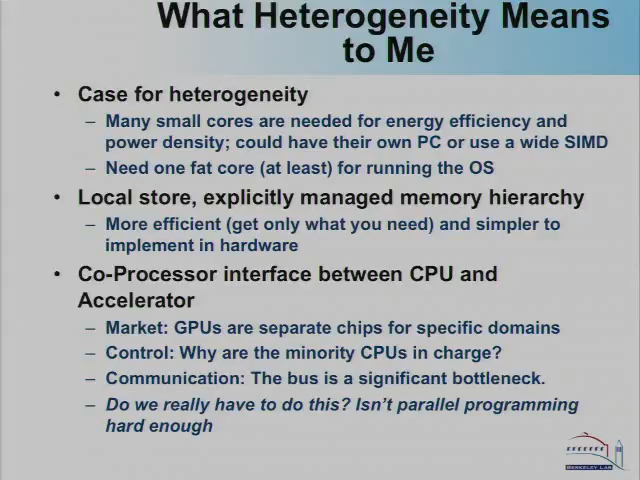 What Heterogeneity Means
to Me
• Case for heterogeneity
– Many small cores are needed for energy efficiency and
power density; could have their own PC or use a wide SIMD
– Need one fat core (at least) for running the OS
• Local store, explicitly managed memory hierarchy
– More efficient (get only what you need) and simpler to
implement in hardware
• Co-Processor interface between CPU and
Accelerator
– Market: GPUs are separate chips for specific domains
– Control: Why are the minority CPUs in charge?
– Communication: The bus is a significant bottleneck.
– Do we really have to do this? Isn't parallel programming
hard enough
BERKELEY LAB